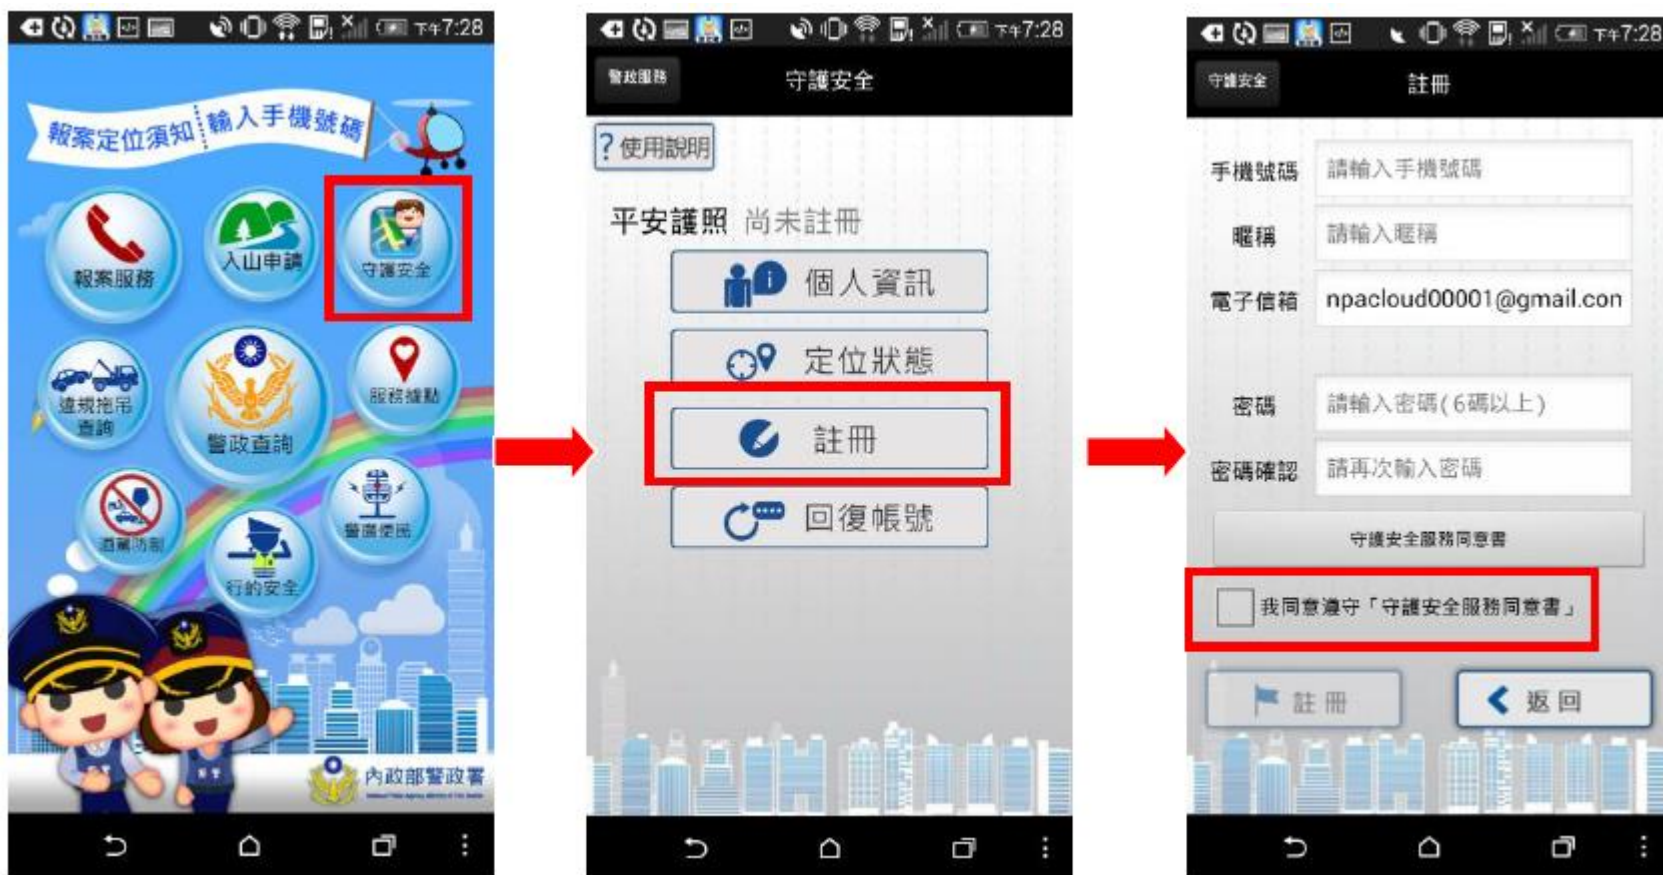 下午7:28
報案定位須知 輸入手機號碼
報案服務
入山申請
守護安全
違規拖吊
查詢
警政查詢
服務據點
酒駕防制
行的安全
警廣便民
內政部警政署
下午7:28
警政服務
守護安全
?使用說明
平安護照 尚未註冊
個人資訊
定位狀態
註冊
回復帳號
下午7:28
守護安全
註冊
手機號碼 請輸入手機號碼
暱稱 請輸入暱稱
電子信箱 npacloud00001@gmail.con
密碼 請輸入密碼(6碼以上)
密碼確認 請再次輸入密碼
守護安全服務同意書
我同意遵守「守護安全服務同意書」
註冊
返回